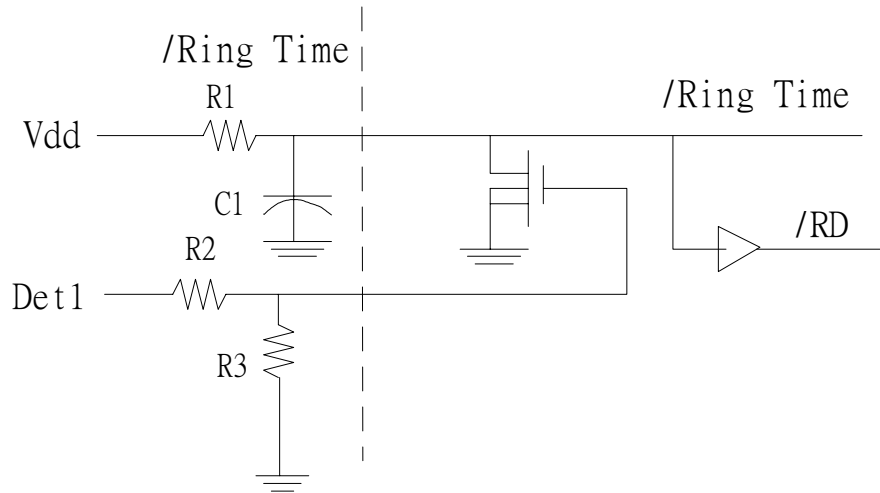 /Ring Time
R1
/Ring Time
Vdd
C1
/RD
R2
Det1
R3